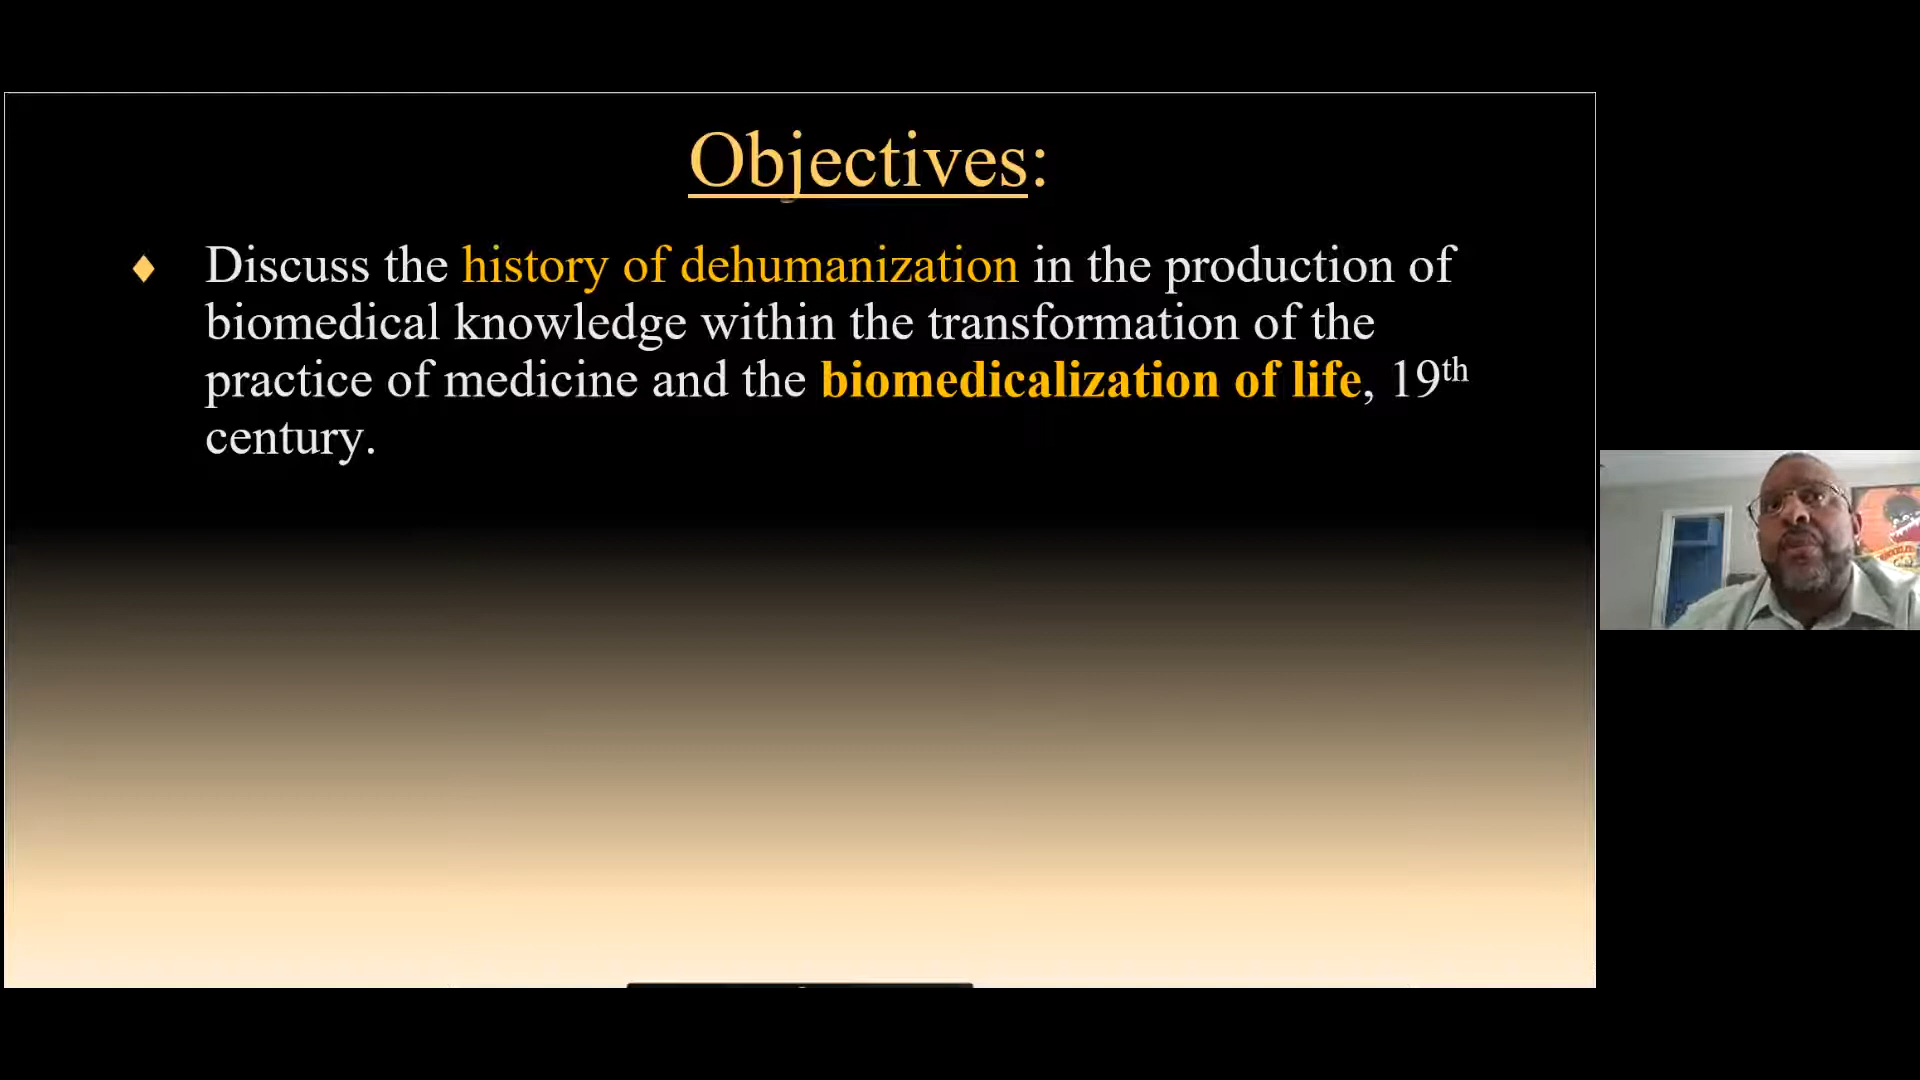 Objectives:
♦ Discuss the history of dehumanization in the production of
biomedical knowledge within the transformation of the
practice of medicine and the biomedicalization of life, 19th
century.